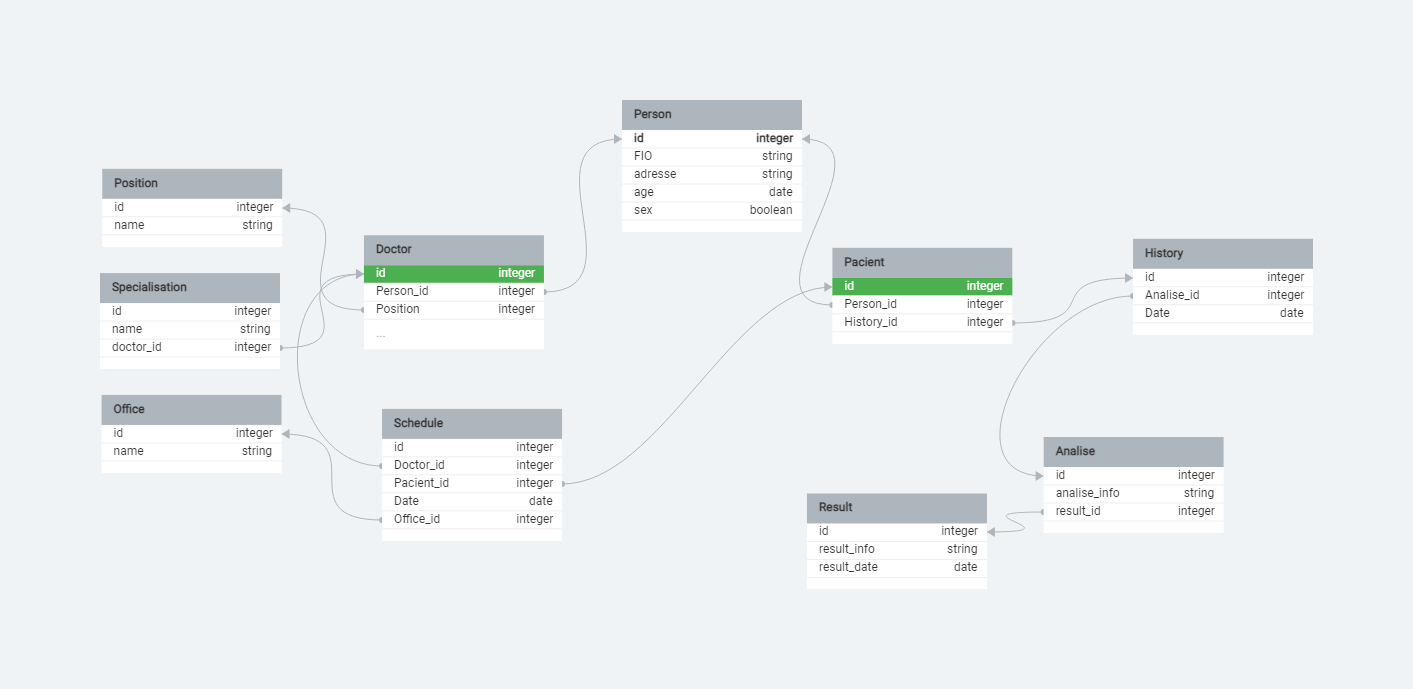 Person
id integer
FIO string
adresse string
age date
sex boolean
Position
id integer
name string
Doctor
id integer
Person_id integer
Position integer
...
Pacient
id integer
Person_id integer
History_id integer
History
id integer
Analise_id integer
Date date
Specialisation
id integer
name string
doctor_id integer
Office
id integer
name string
Schedule
id integer
Doctor_id integer
Pacient_id integer
Date date
Office_id integer
Analise
id integer
analise_info string
result_id integer
Result
id integer
result_info string
result_date date